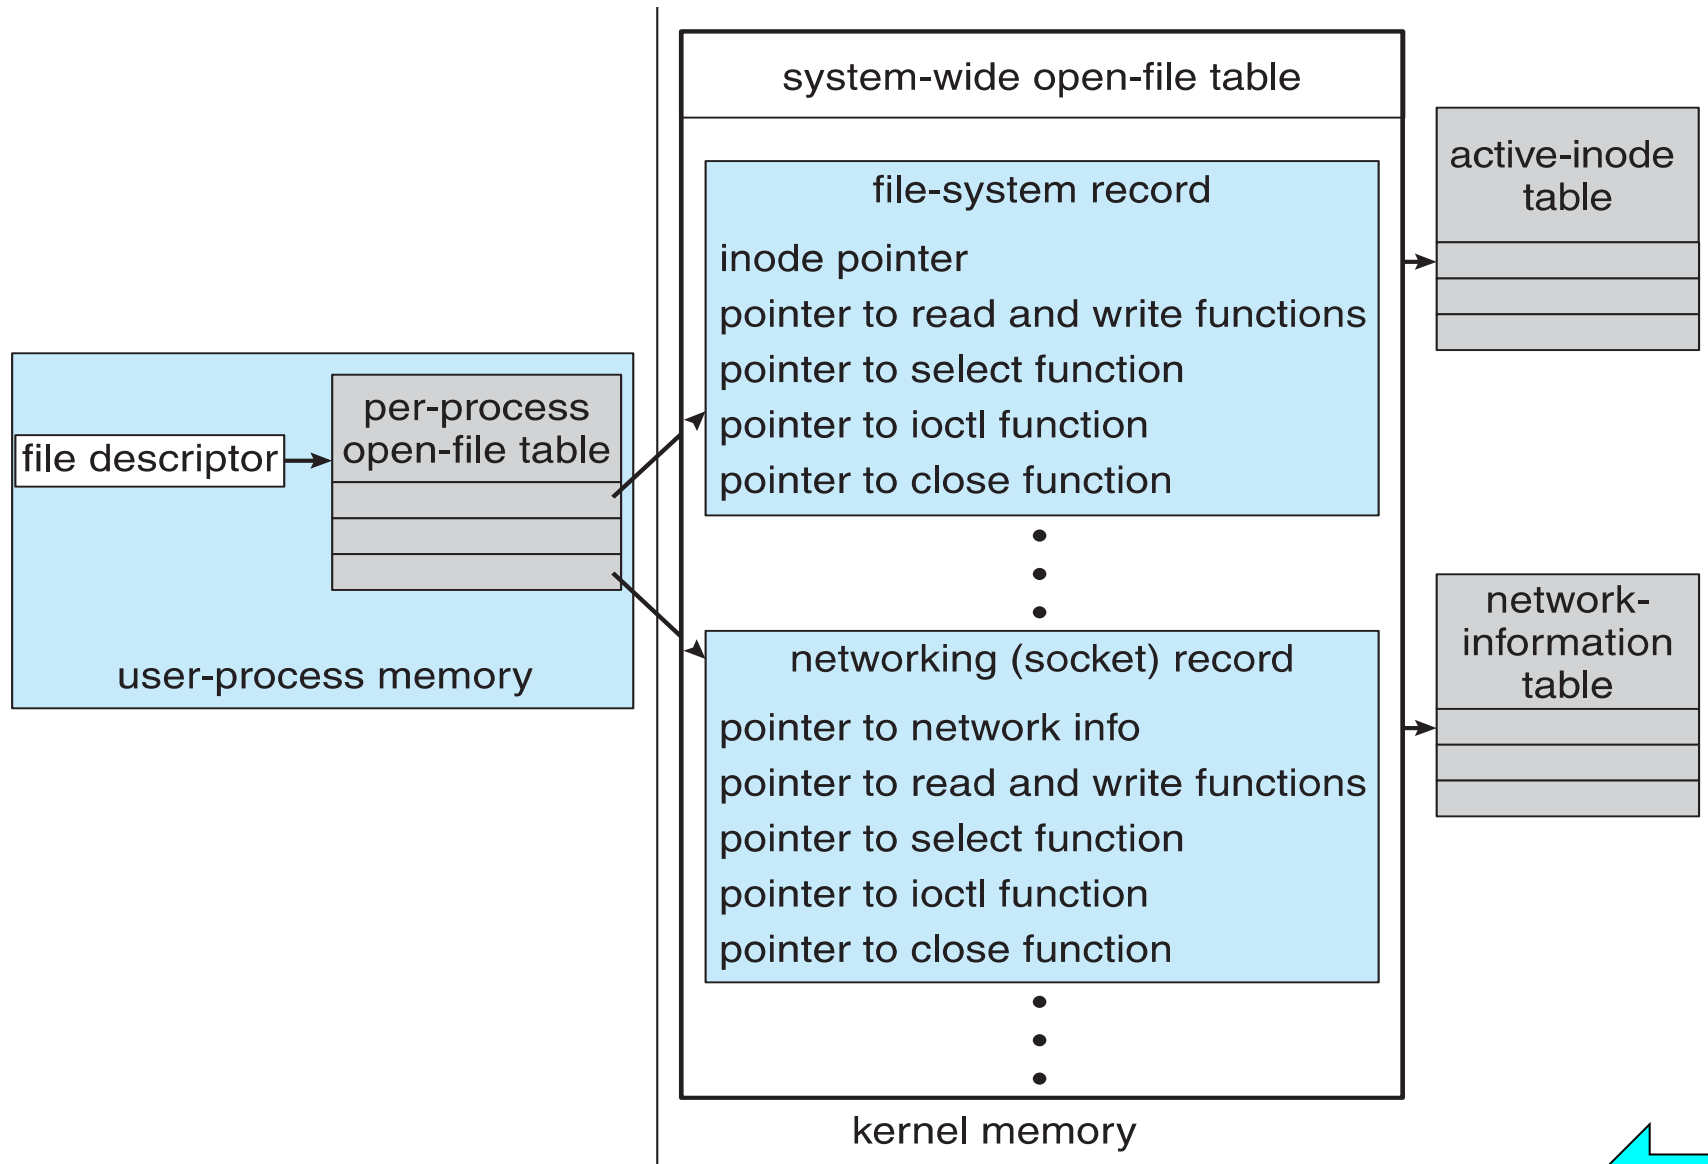 system-wide open-file table
file-system record
inode pointer
pointer to read and write functions
pointer to select function
pointer to ioctl function
pointer to close function
active-inode
table
file descriptor
per-process
open-file table
user-process memory
networking (socket) record
pointer to network info
pointer to read and write functions
pointer to select function
pointer to ioctl function
pointer to close function
network-
information
table
kernel memory